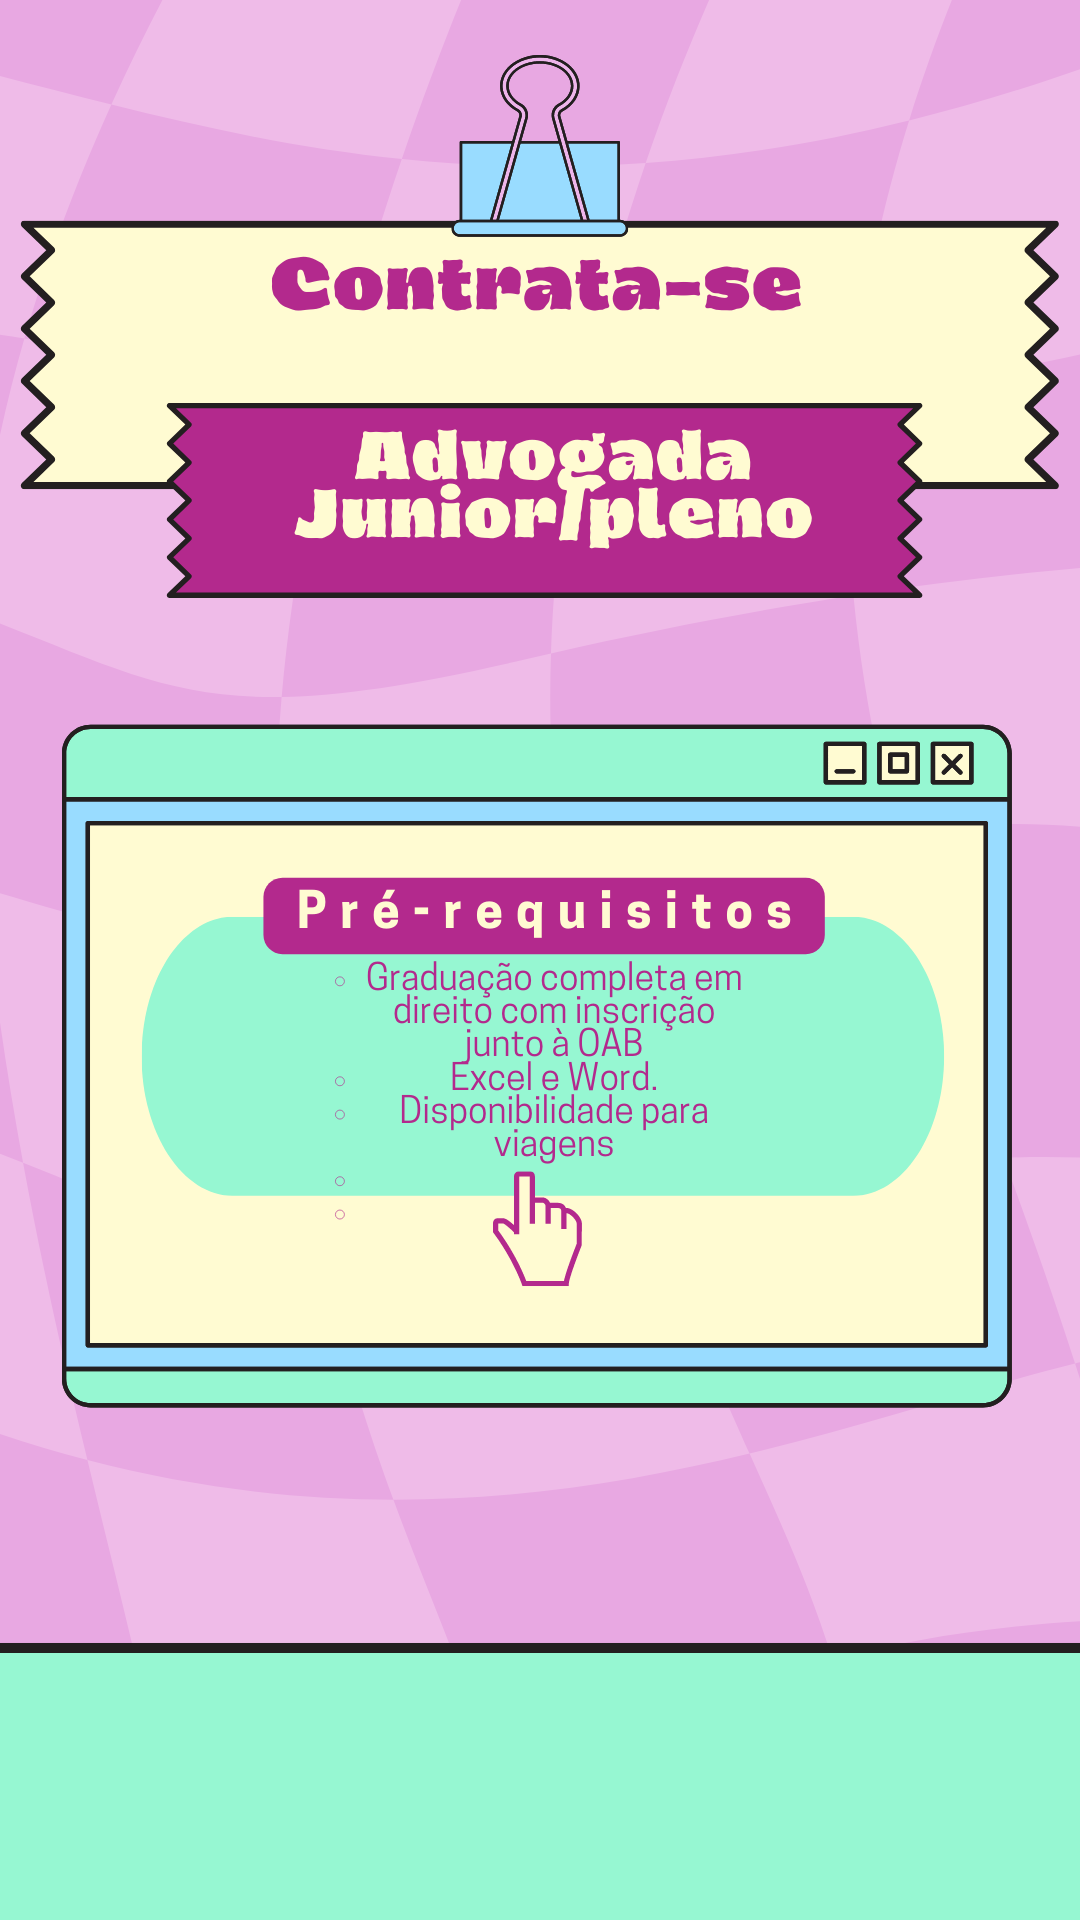 Contrata-se
Advogada
Junior/pleno
Pré-requisitos
Graduação completa em
direito com inscrição
junto à OAB
Excel e Word.
Disponibilidade para
viagens